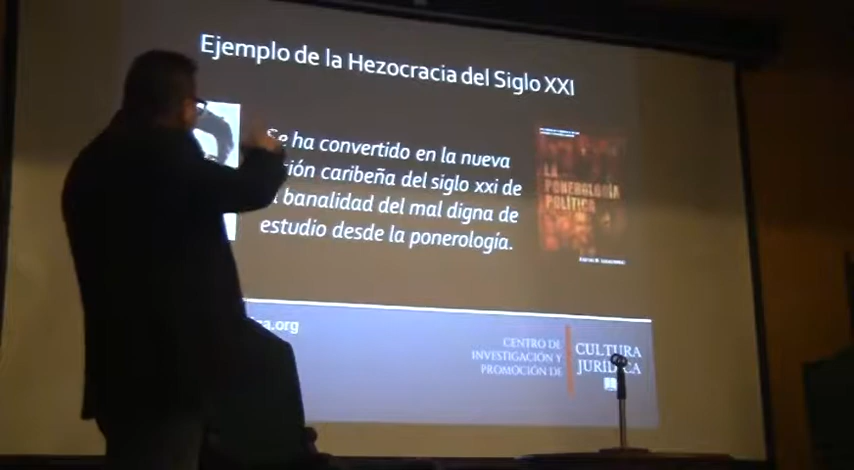 Ejemplo de la Hezocracia del Siglo XXI
Se ha convertido en la nueva
caribeña del siglo XXI de
banalidad del mal digna de
estudio desde la ponerología.
LA
PONEROLOGÍA
POLÍTICA
.org
CENTRO DE
INVESTIGACIÓN Y
PROMOCIÓN DE
CULTURA
JURÍDICA